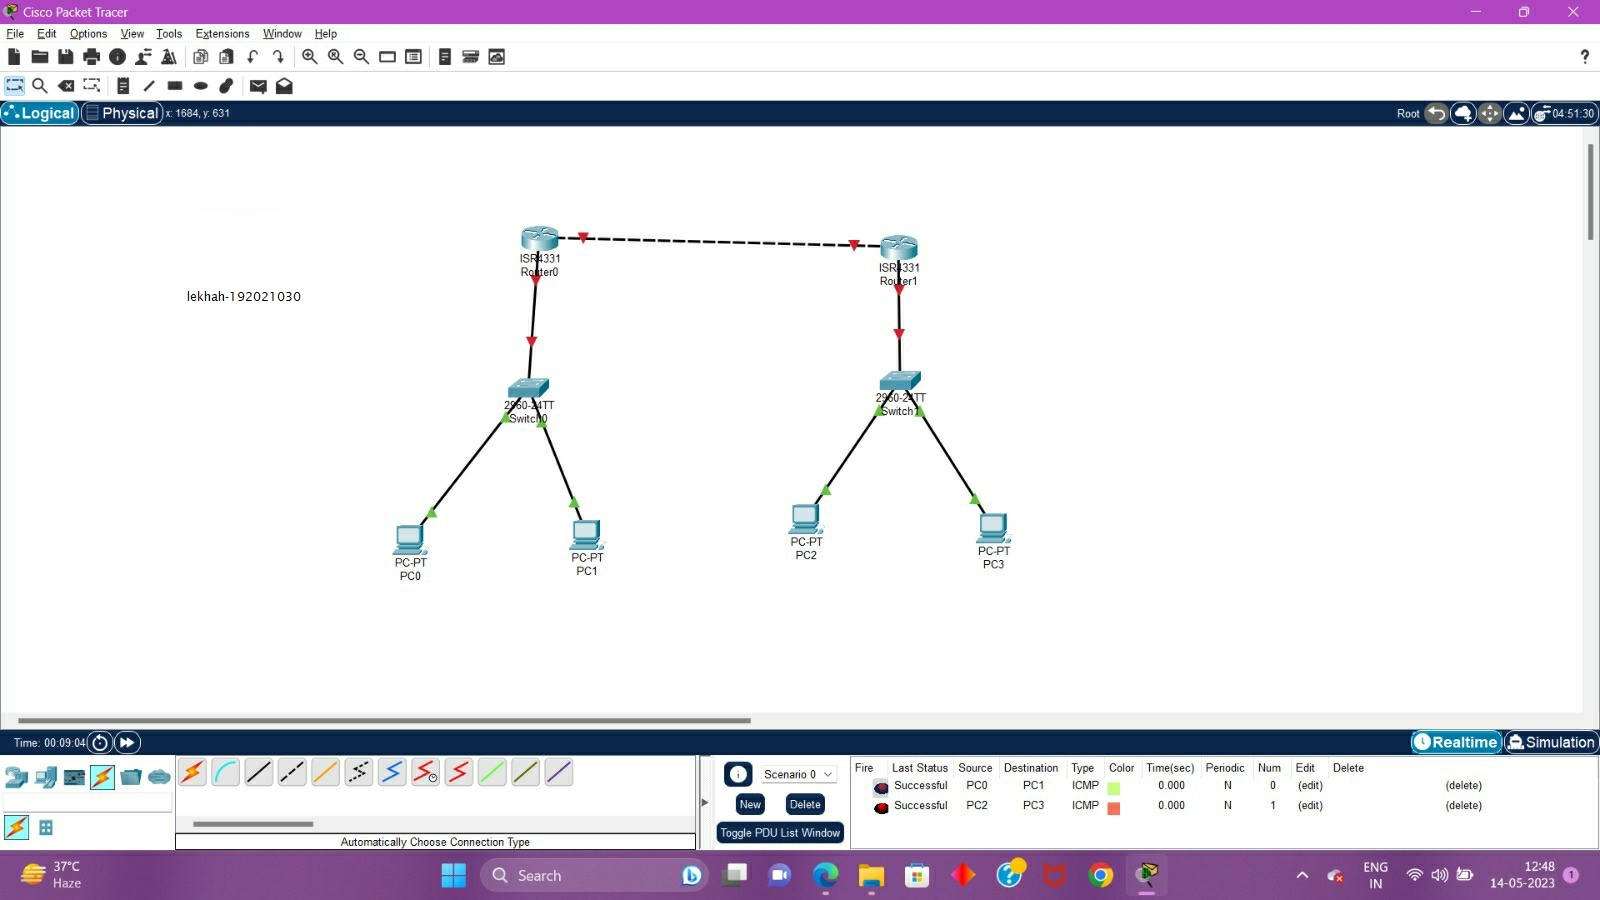 Cisco Packet Tracer
File Edit Options View Tools Extensions Window Help
Logical Physical x: 1684, y: 631 Root 04:51:30
lekhah-192021030
ISR4331
Router0
ISR4331
Router1
2960-24TT
Switch0
2960-24TT
Switch1
PC-PT
PC0
PC-PT
PC1
PC-PT
PC2
PC-PT
PC3
Time: 00:09:04 Realtime Simulation
Scenario 0
New Delete
Toggle PDU List Window
Automatically Choose Connection Type
Fire Last Status Source Destination Type Color Time(sec) Periodic Num Edit Delete
Successful PC0 PC1 ICMP 0.000 N 0 (edit) (delete)
Successful PC2 PC3 ICMP 0.000 N 1 (edit) (delete)
37°C
Haze
Search
ENG
IN
12:48
14-05-2023
1